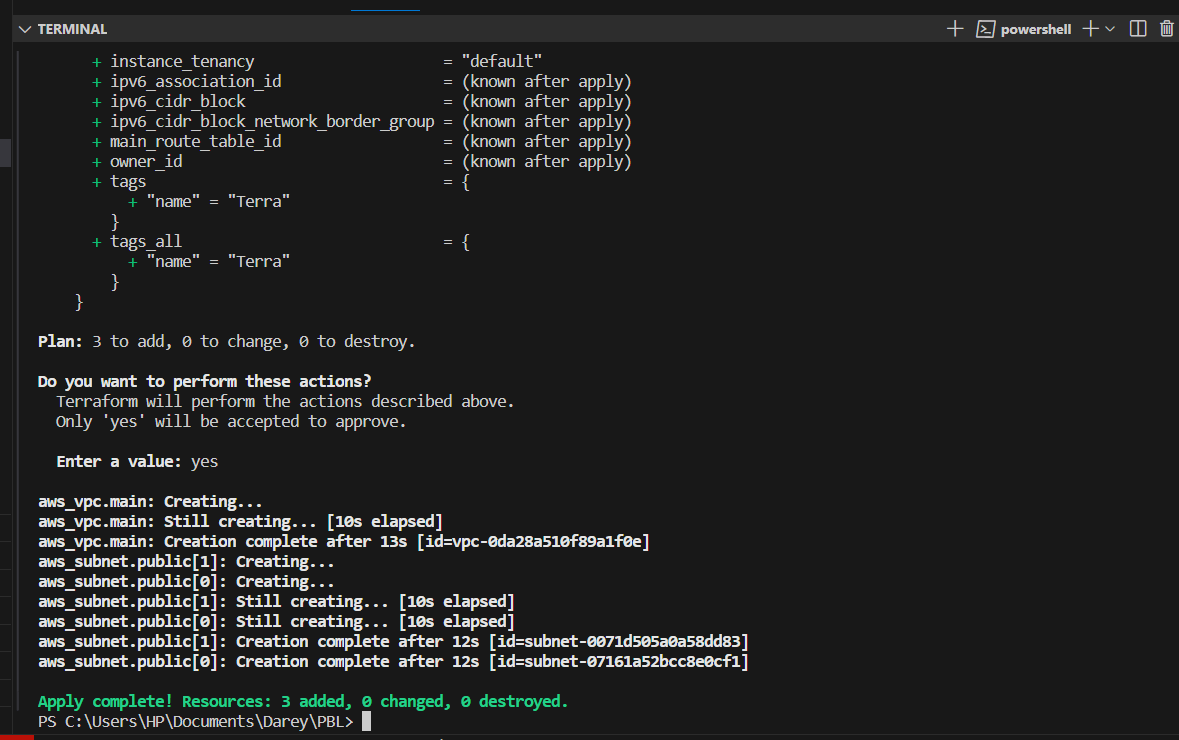 TERMINAL
powershell
+ instance_tenancy = "default"
+ ipv6_association_id = (known after apply)
+ ipv6_cidr_block = (known after apply)
+ ipv6_cidr_block_network_border_group = (known after apply)
+ main_route_table_id = (known after apply)
+ owner_id = (known after apply)
+ tags = {
+ "name" = "Terra"
}
+ tags_all = {
+ "name" = "Terra"
}
}
Plan: 3 to add, 0 to change, 0 to destroy.
Do you want to perform these actions?
Terraform will perform the actions described above.
Only 'yes' will be accepted to approve.
Enter a value: yes
aws_vpc.main: Creating...
aws_vpc.main: Still creating... [10s elapsed]
aws_vpc.main: Creation complete after 13s [id=vpc-0da28a510f89a1f0e]
aws_subnet.public[1]: Creating...
aws_subnet.public[0]: Creating...
aws_subnet.public[1]: Still creating... [10s elapsed]
aws_subnet.public[0]: Still creating... [10s elapsed]
aws_subnet.public[1]: Creation complete after 12s [id=subnet-0071d505a0a58dd83]
aws_subnet.public[0]: Creation complete after 12s [id=subnet-07161a52bcc8e0cf1]
Apply complete! Resources: 3 added, 0 changed, 0 destroyed.
PS C:\Users\HP\Documents\Darey\PBL>